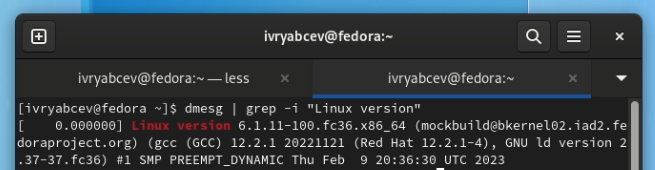 ivryabcev@fedora:~
ivryabcev@fedora:~ — less
ivryabcev@fedora:~
[ivryabcev@fedora ~]$ dmesg | grep -i "Linux version"
[    0.000000] Linux version 6.1.11-100.fc36.x86_64 (mockbuild@bkernel02.iad2.fe
doraproject.org) (gcc (GCC) 12.2.1 20221121 (Red Hat 12.2.1-4), GNU ld version 2
.37-37.fc36) #1 SMP PREEMPT_DYNAMIC Thu Feb  9 20:36:30 UTC 2023